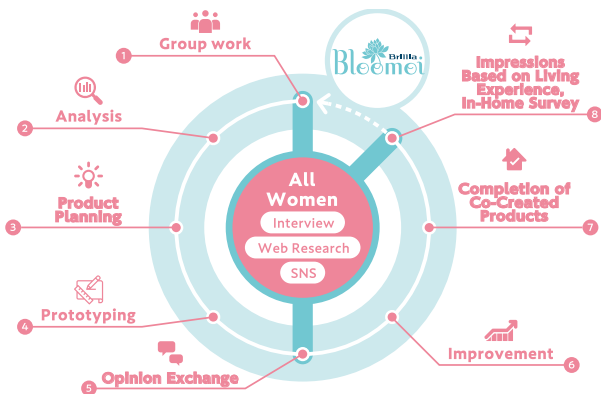 Group work
1
Analysis
2
Product
Planning
3
Prototyping
4
Opinion Exchange
5
Improvement
6
Completion of
Co-Created
Products
7
Impressions
Based on Living
Experience,
In-Home Survey
8
Brillia
Bloomoi
All
Women
Interview
Web Research
SNS